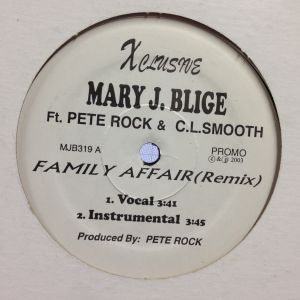 XCLUSIVE
MARY J. BLIGE
Ft. PETE ROCK & C.L.SMOOTH
MJB319 A
PROMO
©&℗ 2003
FAMILY AFFAIR(Remix)
1. Vocal 3:41
2. Instrumental 3:45
Produced By: PETE ROCK